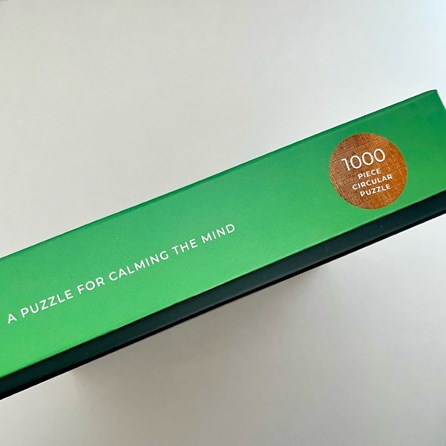 A PUZZLE FOR CALMING THE MIND
1000
PIECE
CIRCULAR
PUZZLE